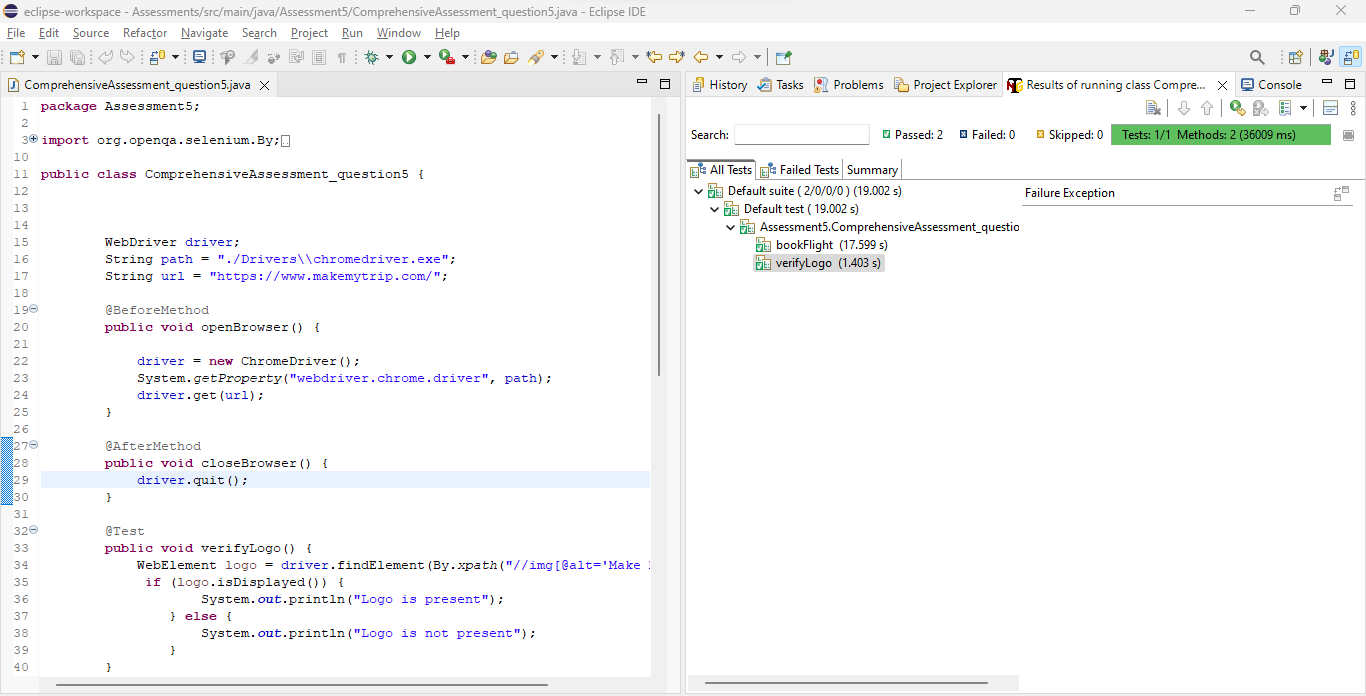 eclipse-workspace - Assessments/src/main/java/Assessment5/ComprehensiveAssessment_question5.java - Eclipse IDE
File Edit Source Refactor Navigate Search Project Run Window Help
ComprehensiveAssessment_question5.java
1 package Assessment5;
2
3 import org.openqa.selenium.By;
10
11 public class ComprehensiveAssessment_question5 {
12
13
14
15 WebDriver driver;
16 String path = "./Drivers\\chromedriver.exe";
17 String url = "https://www.makemytrip.com/";
18
19 @BeforeMethod
20 public void openBrowser() {
21
22 driver = new ChromeDriver();
23 System.getProperty("webdriver.chrome.driver", path);
24 driver.get(url);
25 }
26
27 @AfterMethod
28 public void closeBrowser() {
29 driver.quit();
30 }
31
32 @Test
33 public void verifyLogo() {
34 WebElement logo = driver.findElement(By.xpath("//img[@alt='Make
35 if (logo.isDisplayed()) {
36 System.out.println("Logo is present");
37 } else {
38 System.out.println("Logo is not present");
39 }
40 }
History Tasks Problems Project Explorer Results of running class Compre... Console
Search: Passed: 2 Failed: 0 Skipped: 0 Tests: 1/1 Methods: 2 (36009 ms)
All Tests Failed Tests Summary
Default suite ( 2/0/0/0 ) (19.002 s)
Default test ( 19.002 s)
Assessment5.ComprehensiveAssessment_questio
bookFlight (17.599 s)
verifyLogo (1.403 s)
Failure Exception